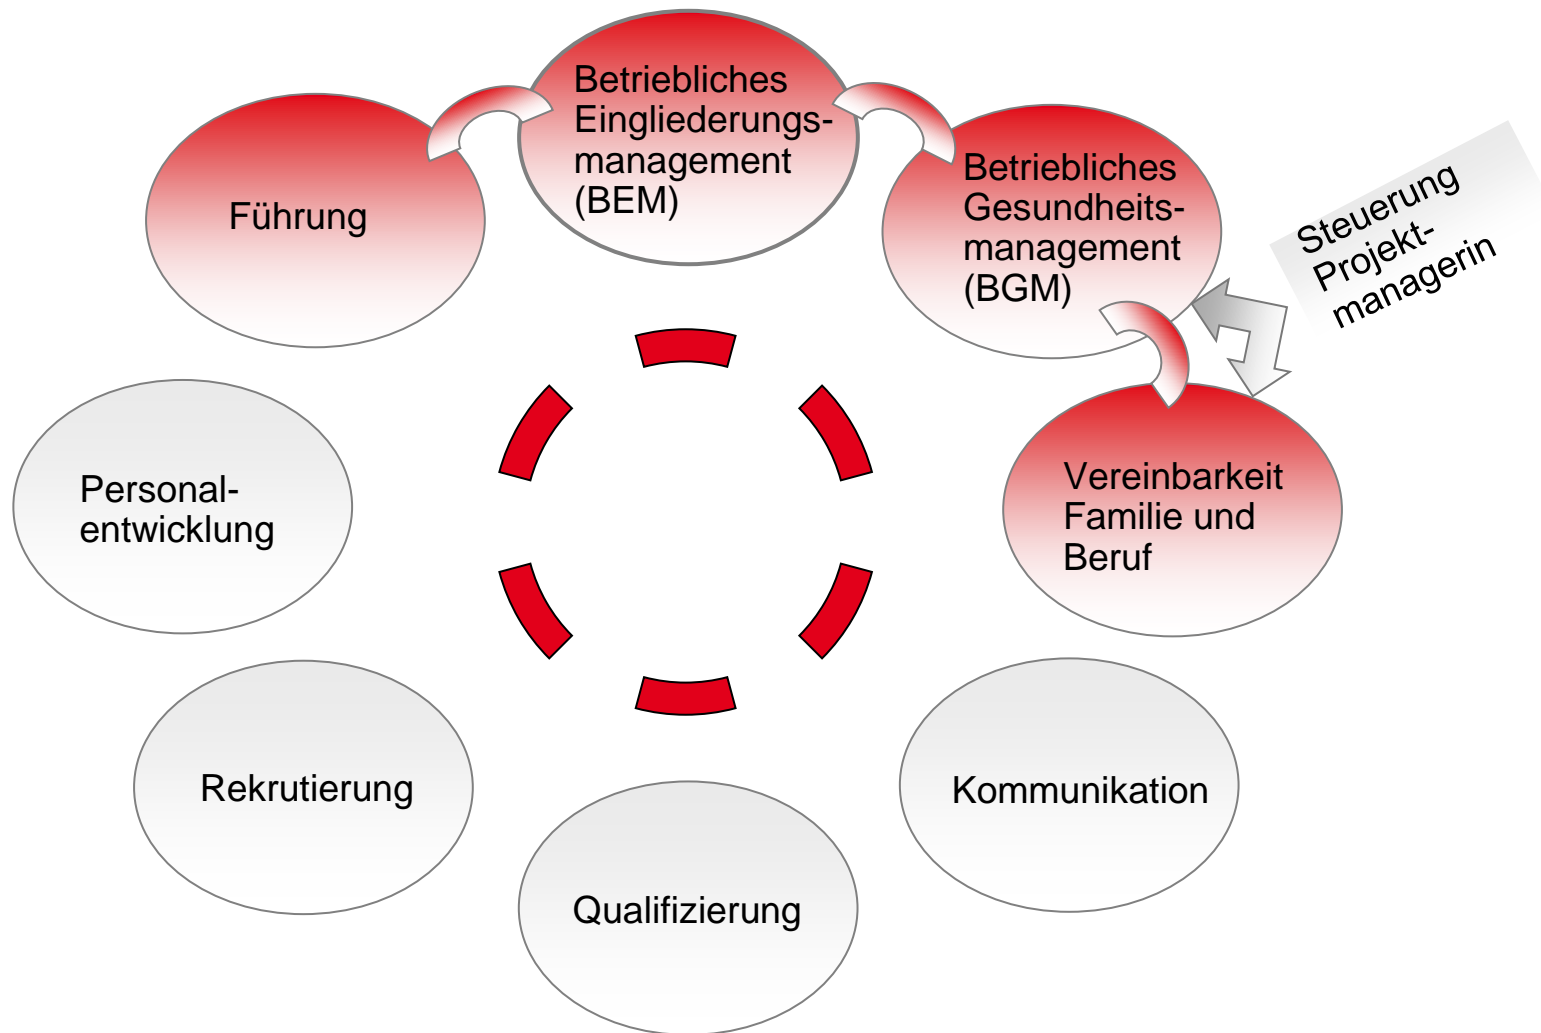 Betriebliches
Eingliederungs-
management
(BEM)
Führung
Betriebliches
Gesundheits-
management
(BGM)
Steuerung
Projekt-
managerin
Vereinbarkeit
Familie und
Beruf
Personal-
entwicklung
Rekrutierung
Kommunikation
Qualifizierung